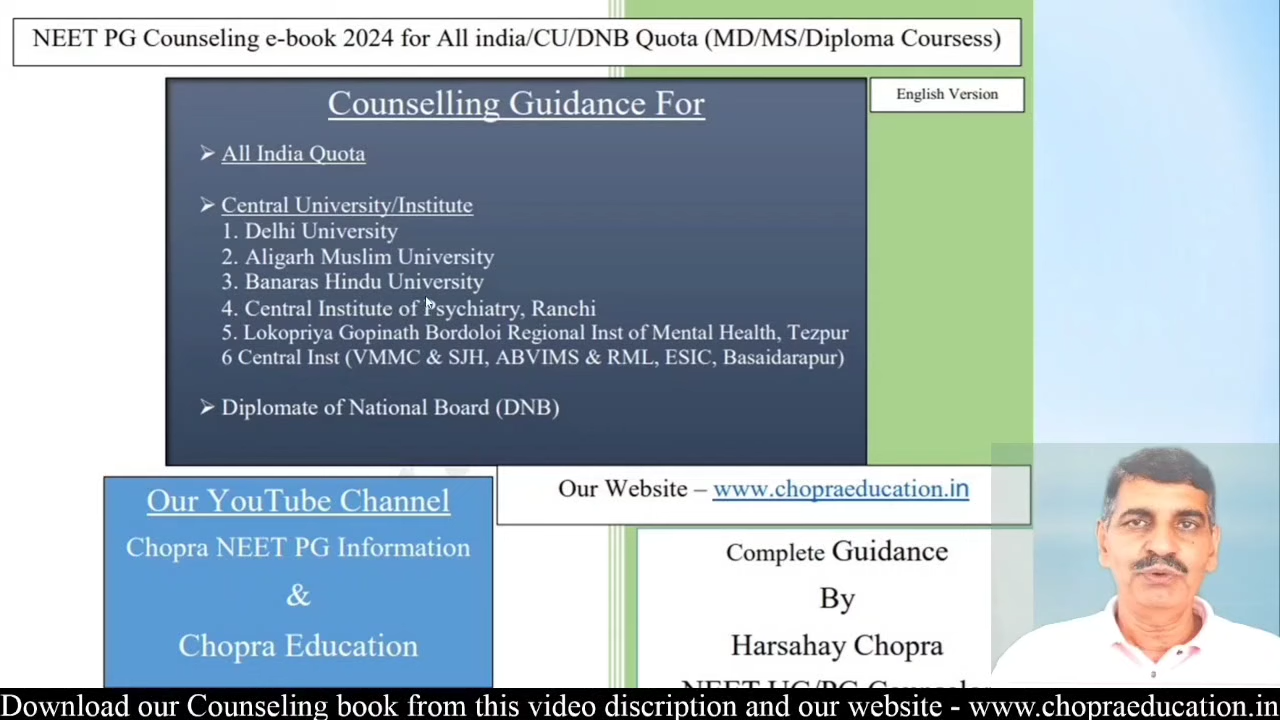 NEET PG Counseling e-book 2024 for All india/CU/DNB Quota (MD/MS/Diploma Coursess)
English Version
Counselling Guidance For
➢ All India Quota
➢ Central University/Institute
1. Delhi University
2. Aligarh Muslim University
3. Banaras Hindu University
4. Central Institute of Psychiatry, Ranchi
5. Lokopriya Gopinath Bordoloi Regional Inst of Mental Health, Tezpur
6 Central Inst (VMMC & SJH, ABVIMS & RML, ESIC, Basaidarapur)
➢ Diplomate of National Board (DNB)
Our YouTube Channel
Chopra NEET PG Information
&
Chopra Education
Our Website – www.chopraeducation.in
Complete Guidance
By
Harsahay Chopra
NEET UG/PG Counselor
Download our Counseling book from this video discription and our website - www.chopraeducation.in